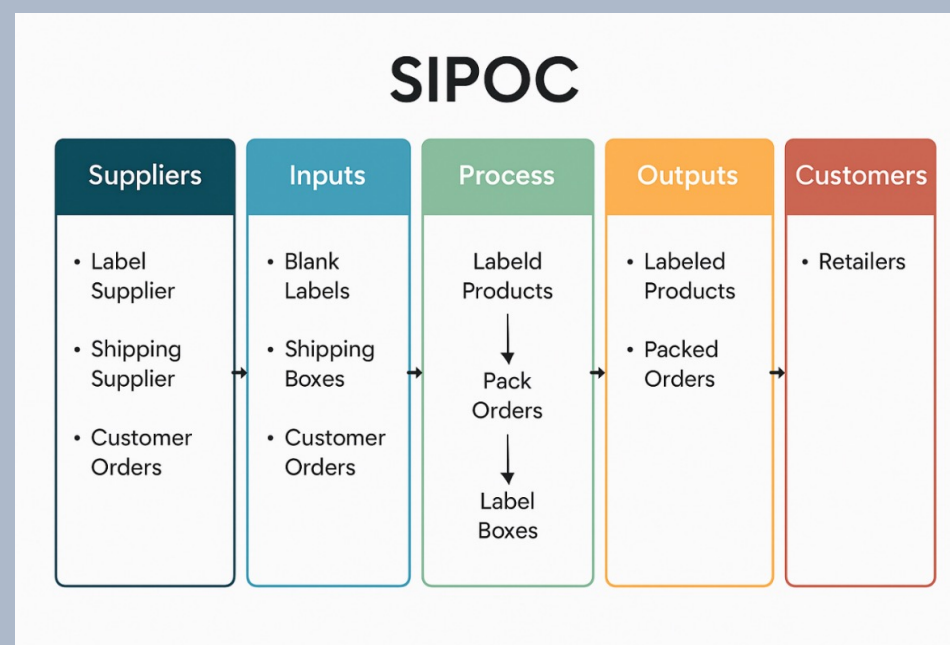 SIPOC
Suppliers
• Label
Supplier
• Shipping
Supplier
• Customer
Orders
Inputs
• Blank
Labels
• Shipping
Boxes
• Customer
Orders
Process
Labeld
Products
Pack
Orders
Label
Boxes
Outputs
• Labeled
Products
• Packed
Orders
Customers
• Retailers